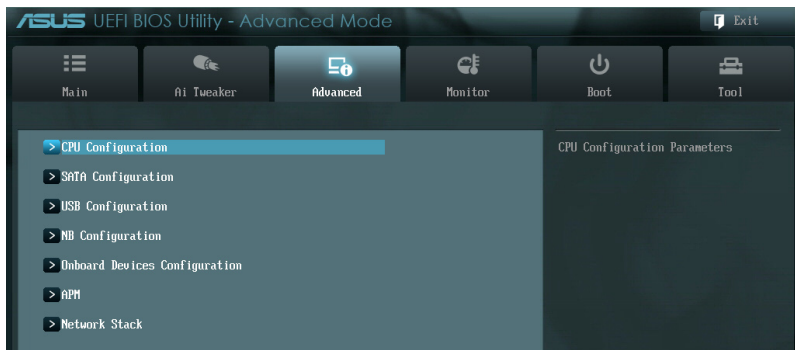 ASUS UEFI BIOS Utility - Advanced Mode
Exit
Main
Ai Tweaker
Advanced
Monitor
Boot
Tool
> CPU Configuration
CPU Configuration Parameters
> SATA Configuration
> USB Configuration
> NB Configuration
> Onboard Devices Configuration
> APM
> Network Stack